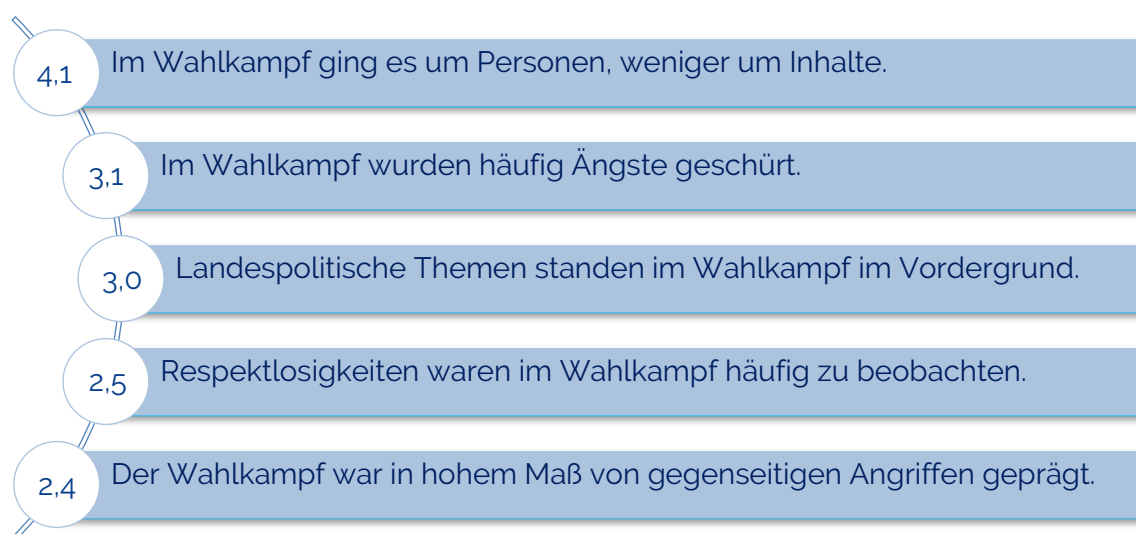 4,1 Im Wahlkampf ging es um Personen, weniger um Inhalte.
3,1 Im Wahlkampf wurden häufig Ängste geschürt.
3,0 Landespolitische Themen standen im Wahlkampf im Vordergrund.
2,5 Respektlosigkeiten waren im Wahlkampf häufig zu beobachten.
2,4 Der Wahlkampf war in hohem Maß von gegenseitigen Angriffen geprägt.